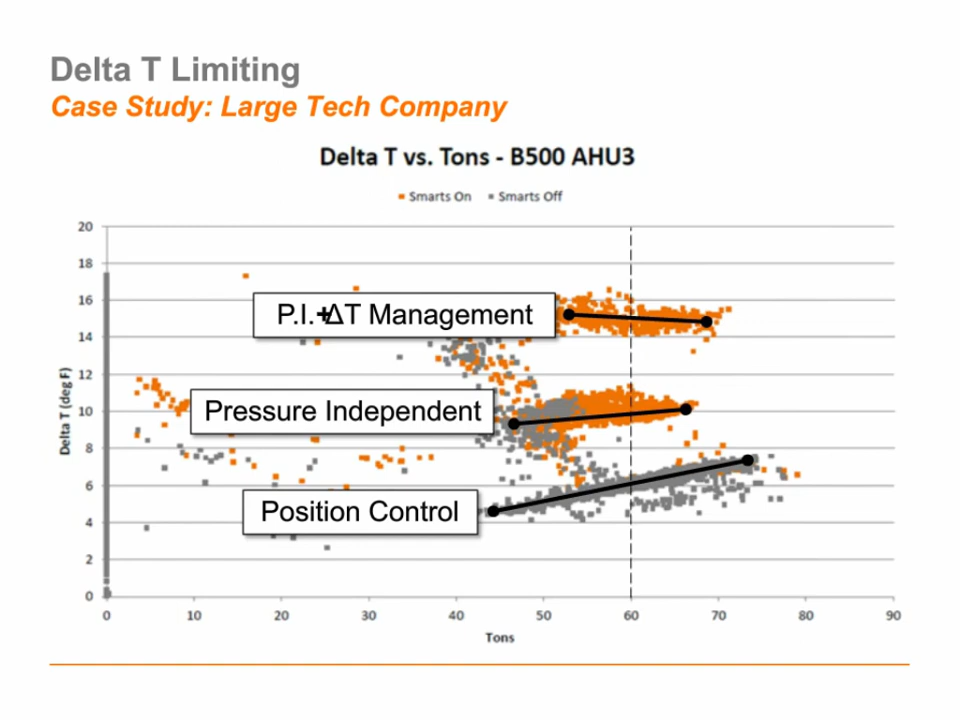 Delta T Limiting
Case Study: Large Tech Company
Delta T vs. Tons - B500 AHU3
Smarts On Smarts Off
20
18
16
14
12
10
8
6
4
2
0
Delta T (deg F)
P.I.+ΔT Management
Pressure Independent
Position Control
0 10 20 30 40 50 60 70 80 90
Tons